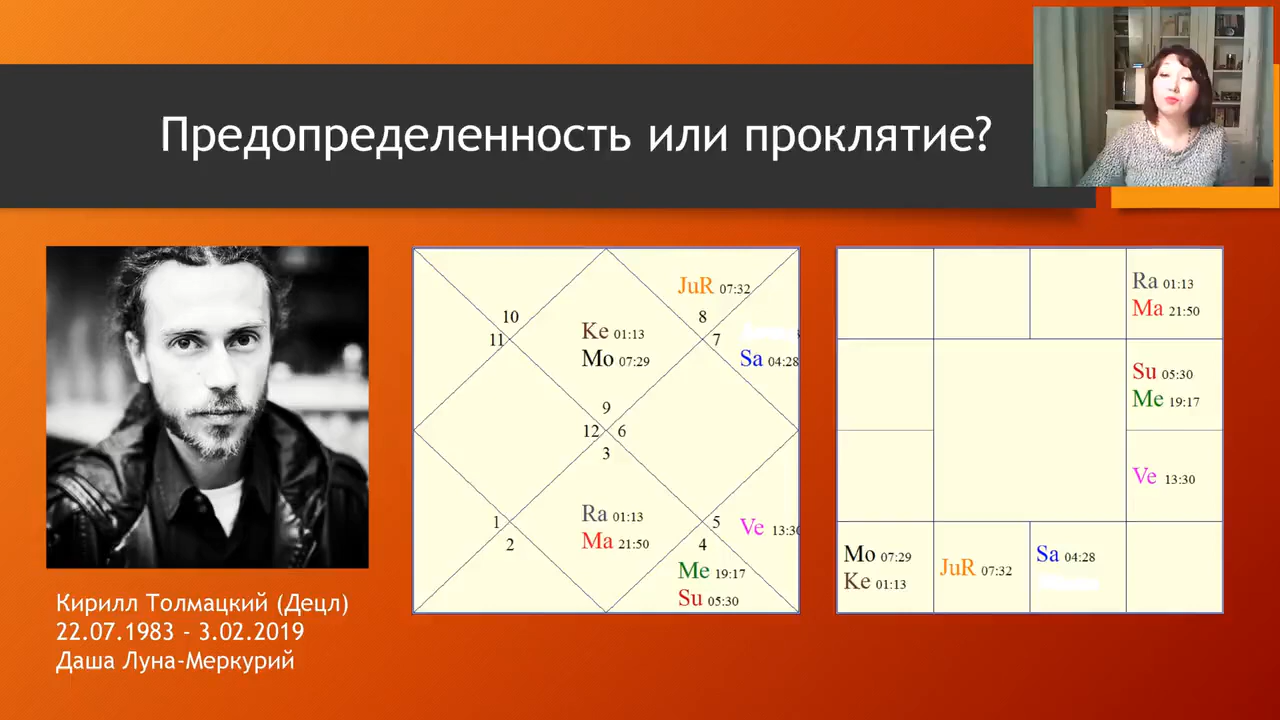 Предопределенность или проклятие?
Кирилл Толмацкий (Децл)
22.07.1983 - 3.02.2019
Даша Луна-Меркурий
JuR 07:32
10
8
11
Ke 01:13
7
Mo 07:29
Sa 04:28
9
12
6
3
1
Ra 01:13
5
Ve 13:30
2
Ma 21:50
4
Me 19:17
Su 05:30
Ra 01:13
Ma 21:50
Su 05:30
Me 19:17
Ve 13:30
Mo 07:29
Ke 01:13
JuR 07:32
Sa 04:28